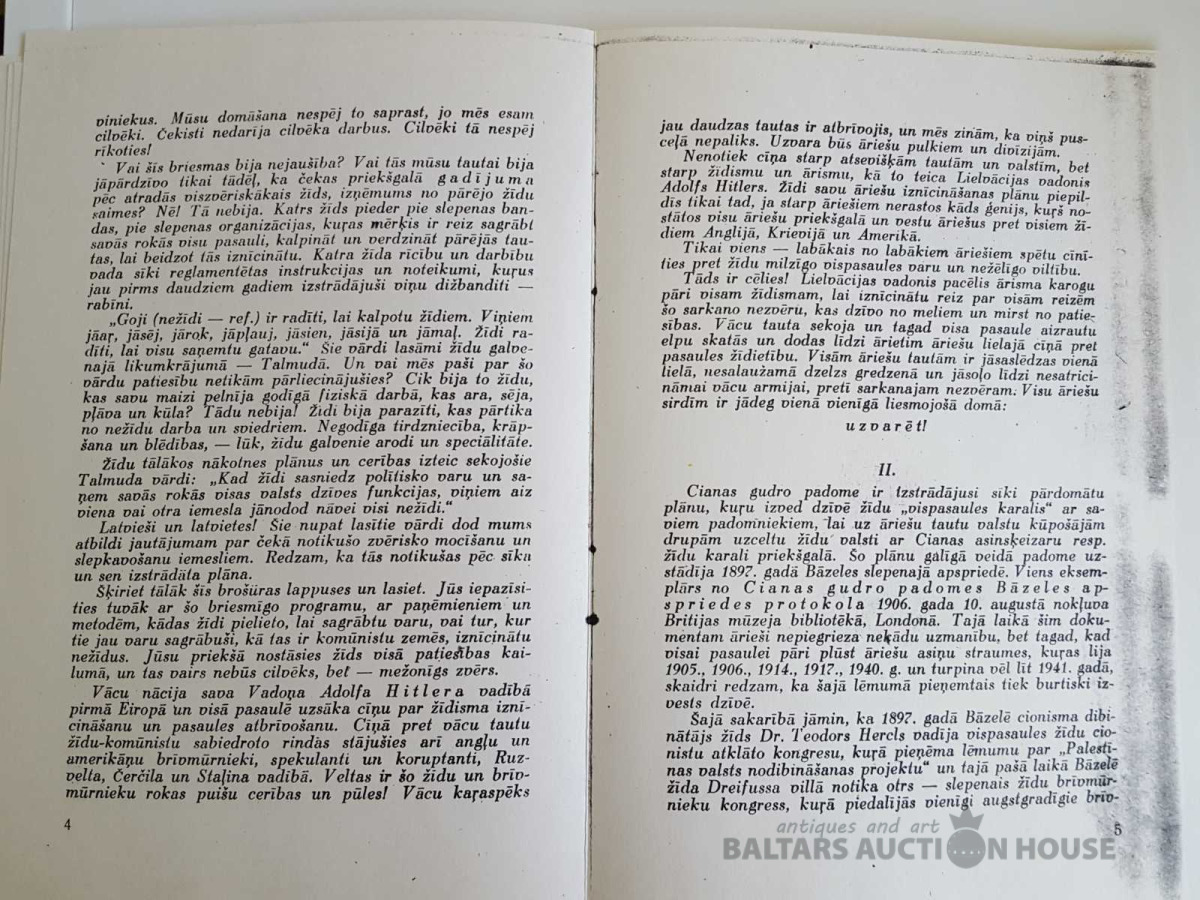 viniekus. Mūsu domāšana nespēj to saprast, jo mēs esam
cilvēki. Čekisti nedarīja cilvēka darbus. Cilvēki tā nespēj
rīkoties!
Vai šīs briesmas bija nejaušība? Vai tās mūsu tautai bija
jāpārdzīvo tikai tādēļ, ka čekas priekšgalā gadījuma
pēc atradās viszvēriskākais žīds, izņēmums no pārējo žīdu
saimes? Nē! Tā nebija. Katrs žīds pieder pie slepenas ban-
das, pie slepenas organizācijas, kuŗas mērķis ir reiz sagrābt
savās rokās visu pasauli, kalpināt un verdzināt pārējās tau-
tas, lai beidzot tās iznīcinātu. Katra žīda rīcību un darbību
vada sīki reglamentētas instrukcijas un noteikumi, kuŗus
jau pirms daudziem gadiem izstrādājuši viņu dižbandīti —
rabīni.
„Goji (nežīdi — ref.) ir radīti, lai kalpotu žīdiem. Viņiem
jāar, jāsēj, jārok, jāpļauj, jāsien, jāsijā un jāmaļ. Žīdi ra-
dīti, lai visu saņemtu gatavu.“ Šie vārdi lasāmi žīdu galve-
najā likumkrājumā — Talmudā. Un vai mēs paši par šo
vārdu patiesību netikām pārliecinājušies? Cik bija to žīdu,
kas savu maizi pelnīja godīgā fiziskā darbā, kas ara, sēja,
pļāva un kūla? Tādu nebija! Žīdi bija parazīti, kas pārtika
no nežīdu darba un sviedriem. Negodīga tirdzniecība, krāp-
šana un blēdības, — lūk, žīdu galvenie arodi un speciālitāte.
Žīdu tālākos nākotnes plānus un cerības izteic sekojošie
Talmuda vārdi: „Kad žīdi sasniedz polītisko varu un sa-
ņem savās rokās visas valsts dzīves funkcijas, viņiem aiz
viena vai otra iemesla jānodod nāvei visi nežīdi.“
Latvieši un latvietes! Šie nupat lasītie vārdi dod mums
atbildi jautājumam par čekā notikušo zvērisko mocīšanu un
slepkavošanu iemesliem. Redzam, ka tās notikušas pēc sīka
un sen izstrādāta plāna.
Šķiriet tālāk šīs brošūras lappuses un lasiet. Jūs iepazīsi-
ties tuvāk ar šo briesmīgo programu, ar paņēmieniem un
metodēm, kādas žīdi pielieto, lai sagrābtu varu, vai tur, kur
tie jau varu sagrābuši, kā tas ir komūnistu zemēs, iznīcinātu
nežīdus. Jūsu priekšā nostāsies žīds visā patiesības kai-
lumā, un tas vairs nebūs cilvēks, bet — mežonīgs zvērs.
Vācu nācija sava Vadoņa Adolfa Hitlera vadībā
pirmā Eiropā un visā pasaulē uzsāka cīņu par žīdisma iznī-
cināšanu un pasaules atbrīvošanu. Cīņā pret vācu tautu
žīdu-komūnistu sabiedroto rindās stājušies arī angļu un
amerikāņu brīvmūrnieki, spekulanti un koruptanti, Ruz-
velta, Čerčila un Staļina vadībā. Veltas ir šo žīdu un brīv-
mūrnieku rokas puišu cerības un pūles! Vācu kaŗaspēks
4
jau daudzas tautas ir atbrīvojis, un mēs zinām, ka viņš pus-
ceļā nepaliks. Uzvara būs āriešu pulkiem un divīzijām.
Nenotiek cīņa starp atsevišķām tautām un valstīm, bet
starp žīdismu un ārismu, kā to teica Lielvācijas vadonis
Adolfs Hitlers. Žīdi savu āriešu iznīcināšanas plānu piepil-
dīs tikai tad, ja starp āriešiem nerastos kāds ģenijs, kuŗš no-
stātos visu āriešu priekšgalā un vestu āriešus pret visiem žī-
diem Anglijā, Krievijā un Amerikā.
Tikai viens — labākais no labākiem āriešiem spētu cīnī-
ties pret žīdu milzīgo vispasaules varu un nežēlīgo viltību.
Tāds ir cēlies! Lielvācijas vadonis pacēlis ārisma karogu
pāri visam žīdismam, lai iznīcinātu reiz par visām reizēm
šo sarkano nezvēru, kas dzīvo no meliem un mirst no patie-
sības. Vācu tauta sekoja un tagad visa pasaule aizrautu
elpu skatās un dodas līdzi ārietim āriešu lielajā cīņā pret
pasaules žīdietību. Visām āriešu tautām ir jāsaslēdzas vienā
lielā, nesalaužamā dzelzs gredzenā un jāsoļo līdzi nesatrici-
nāmai vācu armijai, pretī sarkanajam nezvēram. Visu āriešu
sirdīm ir jādeg vienā vienīgā liesmojošā domā:
uzvarēt!
II.
Cianas gudro padome ir izstrādājusi sīki pārdomātu
plānu, kuŗu izved dzīvē žīdu „vispasaules karalis“ ar sa-
viem padomniekiem, lai uz āriešu tautu valstu kūpošajām
drupām uzceltu žīdu valsti ar Cianas asinsķeizaru resp.
žīdu karali priekšgalā. Šo plānu galīgā veidā padome uz-
stādīja 1897. gadā Bāzeles slepenajā apspriedē. Viens eksem-
plārs no Cianas gudro padomes Bāzeles ap-
spriedes protokola 1906. gada 10. augustā nokļuva
Britijas mūzeja bibliotēkā, Londonā. Tajā laikā šim doku-
mentam ārieši nepiegrieza nekādu uzmanību, bet tagad, kad
visai pasaulei pāri plūst āriešu asiņu straumes, kuŗas lija
1905., 1906., 1914., 1917., 1940. g. un turpina vēl līt 1941. gadā,
skaidri redzam, ka šajā lēmumā pieņemtais tiek burtiski iz-
vests dzīvē.
Šajā sakarībā jāmin, ka 1897. gadā Bāzelē cionisma dibi-
nātājs žīds Dr. Teodors Hercls vadīja vispasaules žīdu cio-
nistu atklāto kongresu, kuŗā pieņēma lēmumu par „Palestī-
nas valsts nodibināšanas projektu“ un tajā pašā laikā Bāzelē
žīda Dreifussa villā notika otrs — slepenais žīdu brīvmūr-
nieku kongress, kuŗā piedalījās vienīgi augstgradīgie brīv-
5
antiques and art
BALTARS AUCTION HOUSE